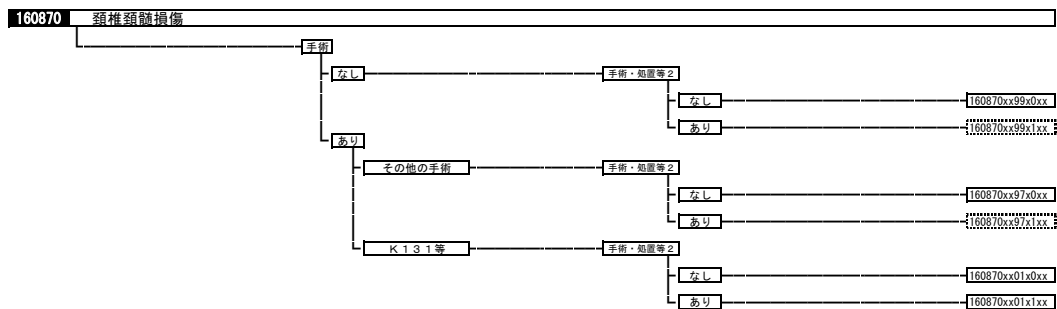 160870 頚椎頚髄損傷
手術
なし 手術・処置等２
なし 160870xx99x0xx
あり 160870xx99x1xx
あり
その他の手術 手術・処置等２
なし 160870xx97x0xx
あり 160870xx97x1xx
Ｋ１３１等 手術・処置等２
なし 160870xx01x0xx
あり 160870xx01x1xx